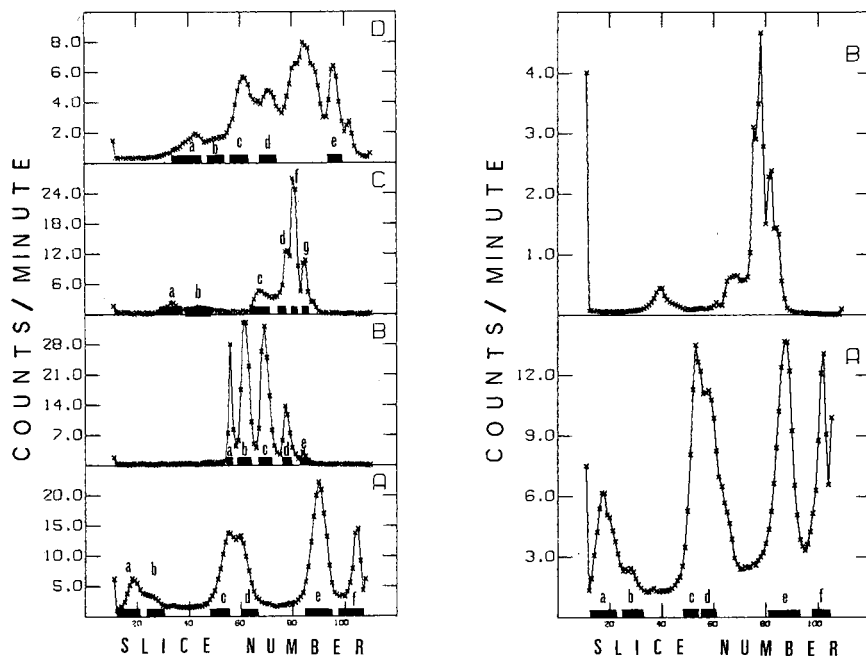 D
8.0
6.0
4.0
2.0
a b c d e
C
24.0
18.0
12.0
6.0
a b c d f g
B
28.0
21.0
14.0
7.0
a b c d e
A
20.0
15.0
10.0
5.0
a b c d e f
20 40 60 80 100
SLICE NUMBER
COUNTS/MINUTE
B
4.0
3.0
2.0
1.0
A
12.0
9.0
6.0
3.0
a b c d e f
20 40 60 80 100
SLICE NUMBER
COUNTS/MINUTE